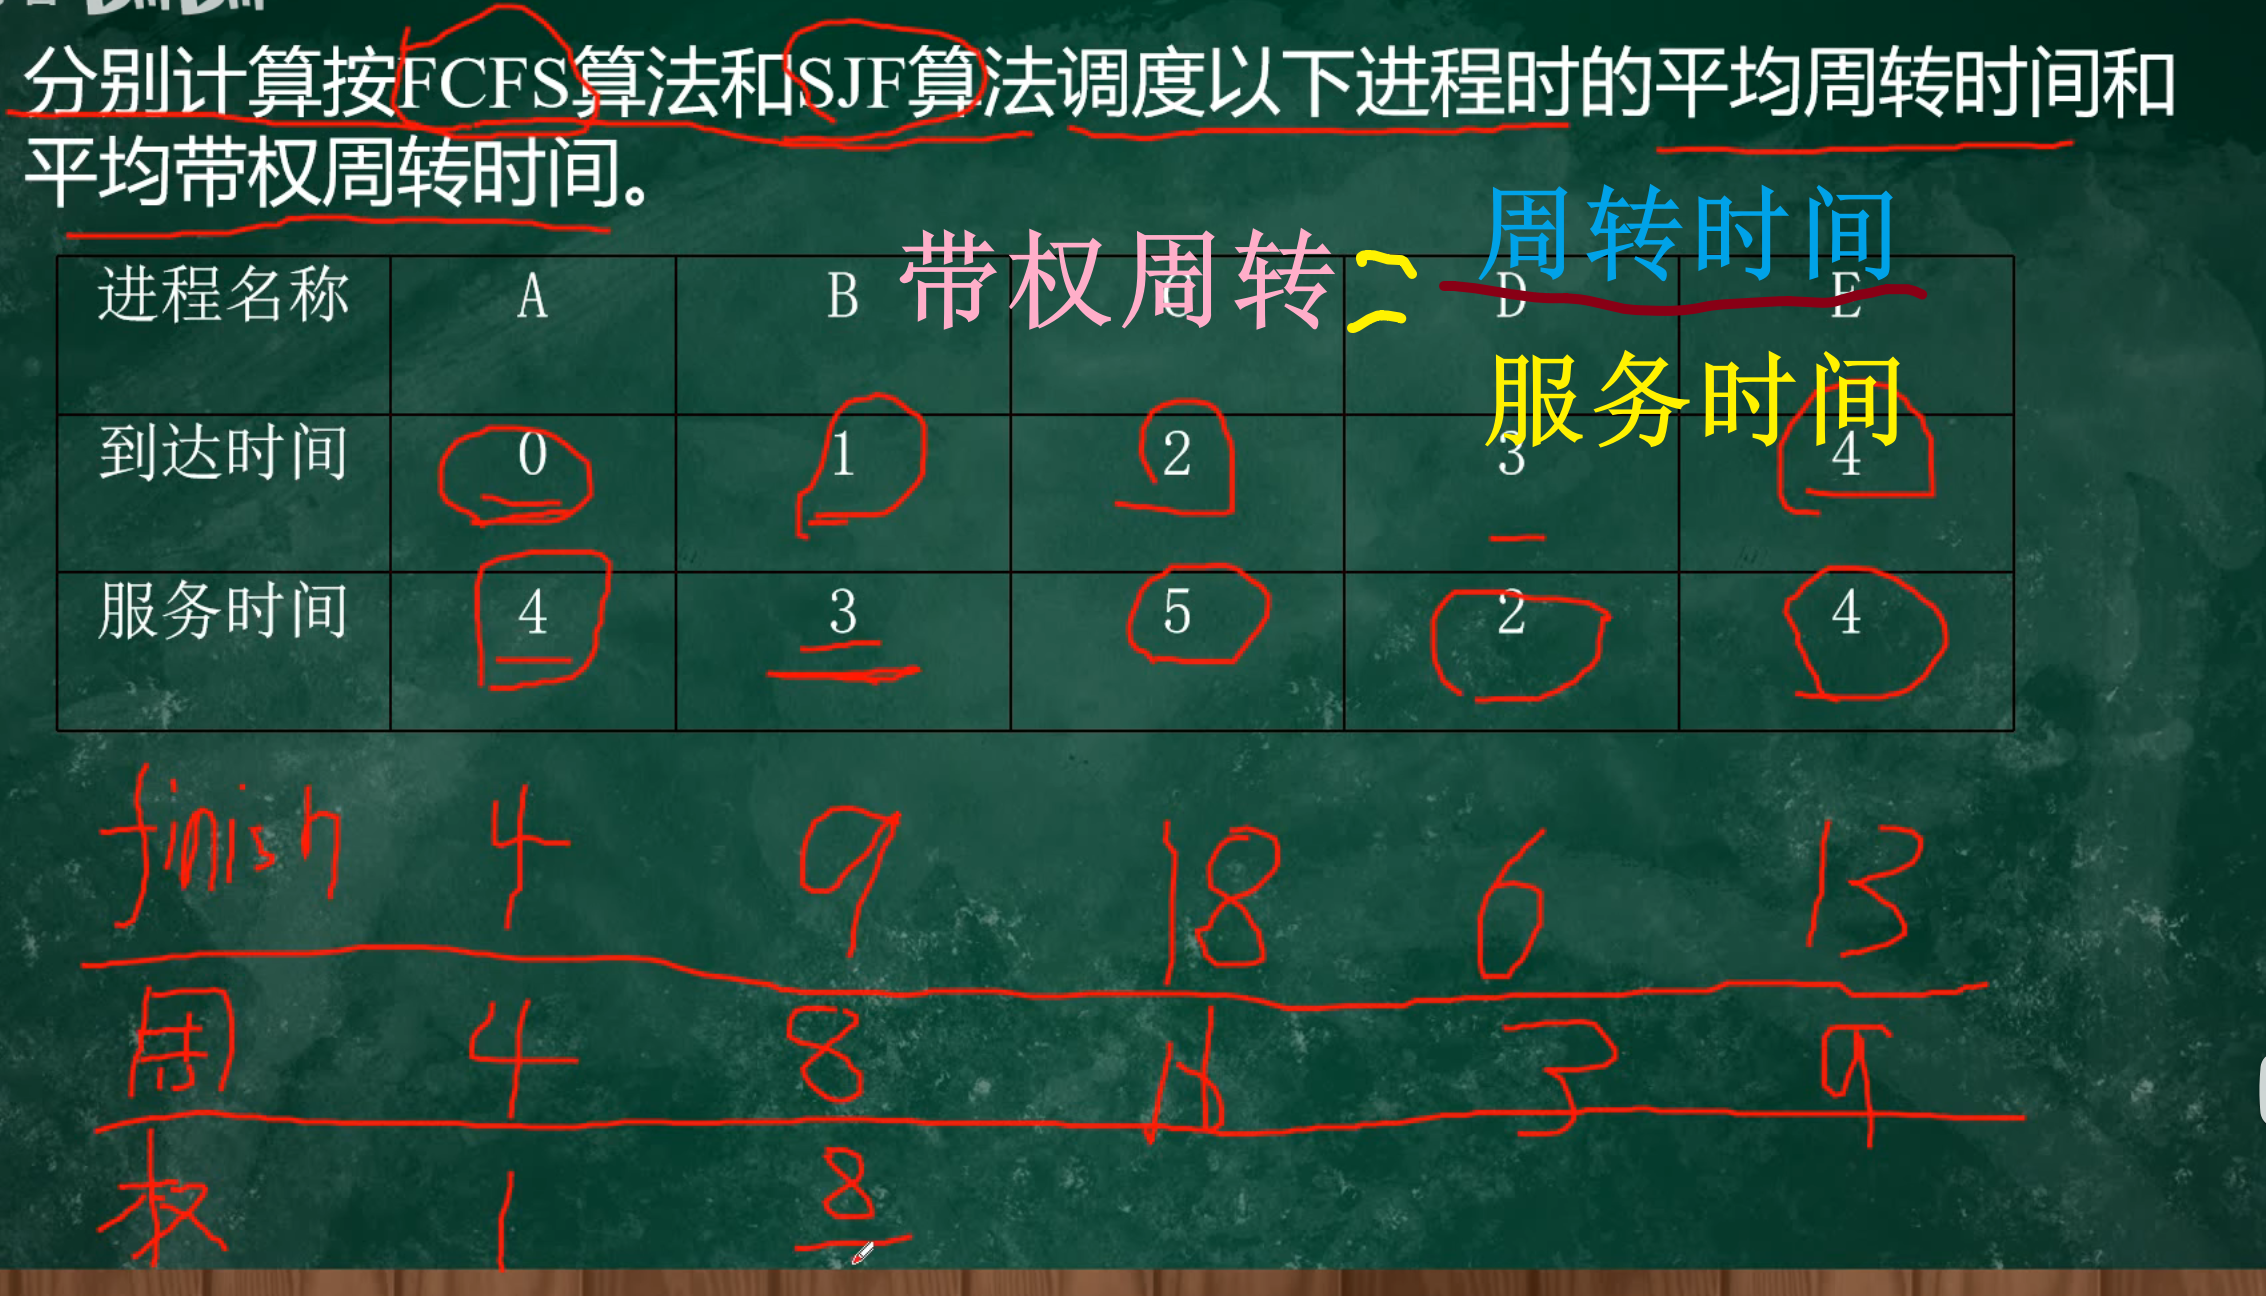 分别计算按FCFS算法和SJF算法调度以下进程时的平均周转时间和
平均带权周转时间。
带权周转=周转时间
服务时间
进程名称 A B C D E
到达时间 0 1 2 3 4
服务时间 4 3 5 2 4
finish 4 9 18 6 13
周 4 8 3 9
权 1 8